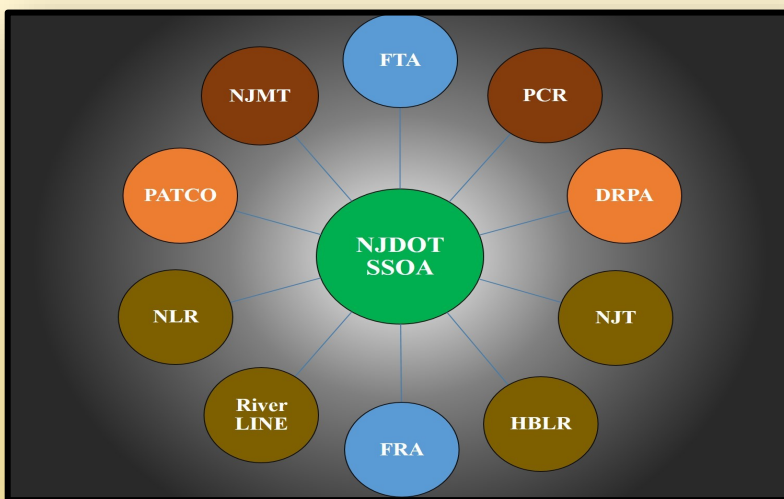 FTA
PCR
DRPA
NJT
HBLR
FRA
River
LINE
NLR
PATCO
NJMT
NJDOT
SSOA